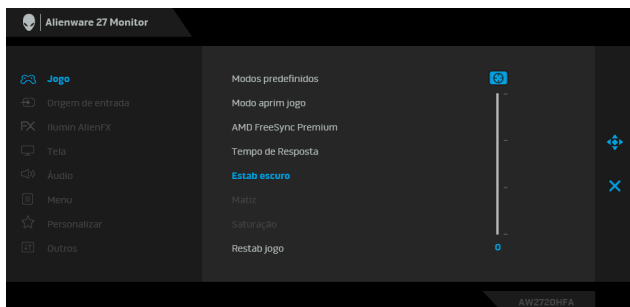 Alienware 27 Monitor
Jogo
Origem de entrada
FX Ilumin AlienFX
Tela
Áudio
Menu
Personalizar
Outros
Modos predefinidos
Modo aprim jogo
AMD FreeSync Premium
Tempo de Resposta
Estab escuro
Matiz
Saturação
Restab jogo
0
AW2720HFA